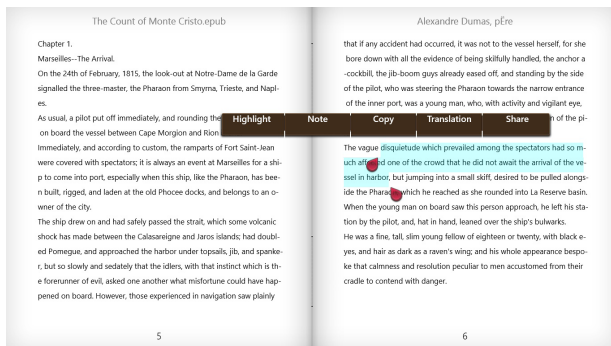 The Count of Monte Cristo.epub
Chapter 1.
Marseilles--The Arrival.
On the 24th of February, 1815, the look-out at Notre-Dame de la Garde
signalled the three-master, the Pharaon from Smyrna, Trieste, and Napl-
es.
As usual, a pilot put off immediately, and rounding the
on board the vessel between Cape Morgion and Rion
Immediately, and according to custom, the ramparts of Fort Saint-Jean
were covered with spectators; it is always an event at Marseilles for a shi-
p to come into port, especially when this ship, like the Pharaon, has bee-
n built, rigged, and laden at the old Phocee docks, and belongs to an o-
wner of the city.
The ship drew on and had safely passed the strait, which some volcanic
shock has made between the Calasareigne and Jaros islands; had doubl-
ed Pomegue, and approached the harbor under topsails, jib, and spanke-
r, but so slowly and sedately that the idlers, with that instinct which is th-
e forerunner of evil, asked one another what misfortune could have hap-
pened on board. However, those experienced in navigation saw plainly
5
Alexandre Dumas, pËre
that if any accident had occurred, it was not to the vessel herself, for she
bore down with all the evidence of being skilfully handled, the anchor a
-cockbill, the jib-boom guys already eased off, and standing by the side
of the pilot, who was steering the Pharaon towards the narrow entrance
of the inner port, was a young man, who, with activity and vigilant eye,
n of the pi-
Highlight Note Copy Translation Share
The vague disquietude which prevailed among the spectators had so m-
uch affected one of the crowd that he did not await the arrival of the ve-
ssel in harbor, but jumping into a small skiff, desired to be pulled alongs-
ide the Pharaon, which he reached as she rounded into La Reserve basin.
When the young man on board saw this person approach, he left his sta-
tion by the pilot, and, hat in hand, leaned over the ship's bulwarks.
He was a fine, tall, slim young fellow of eighteen or twenty, with black e-
yes, and hair as dark as a raven's wing; and his whole appearance bespo-
ke that calmness and resolution peculiar to men accustomed from their
cradle to contend with danger.
6